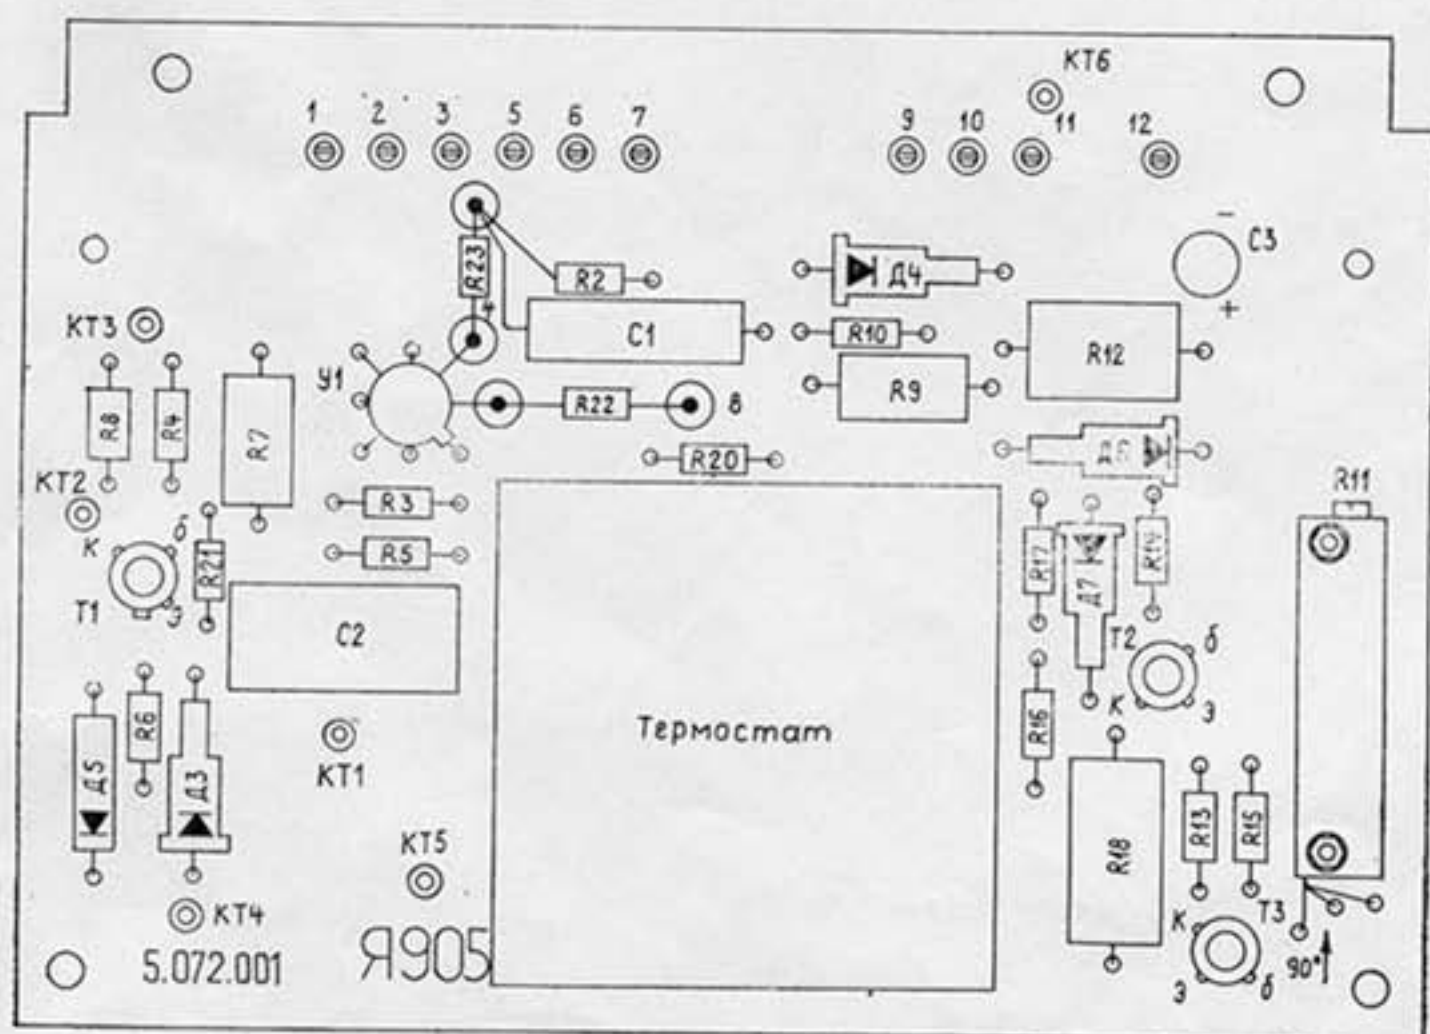 КТ6
1 2 3 5 6 7 9 10 11 12
- С3
R23 R2 Д4
+
С1 R10 R12 +
КТ3
У1 R9
R8 R4 R7 R22 8
Д6
R20
КТ2 R11
R3
К б R21 R5 R17 Д7 R14
Т1 Э С2 Т2 б
К Э
R6 R16
Термостат
Д5 Д3 КТ1
R13 R15
КТ5 R18
КТ4 К Т3
5.072.001 Я905 90°
Э б